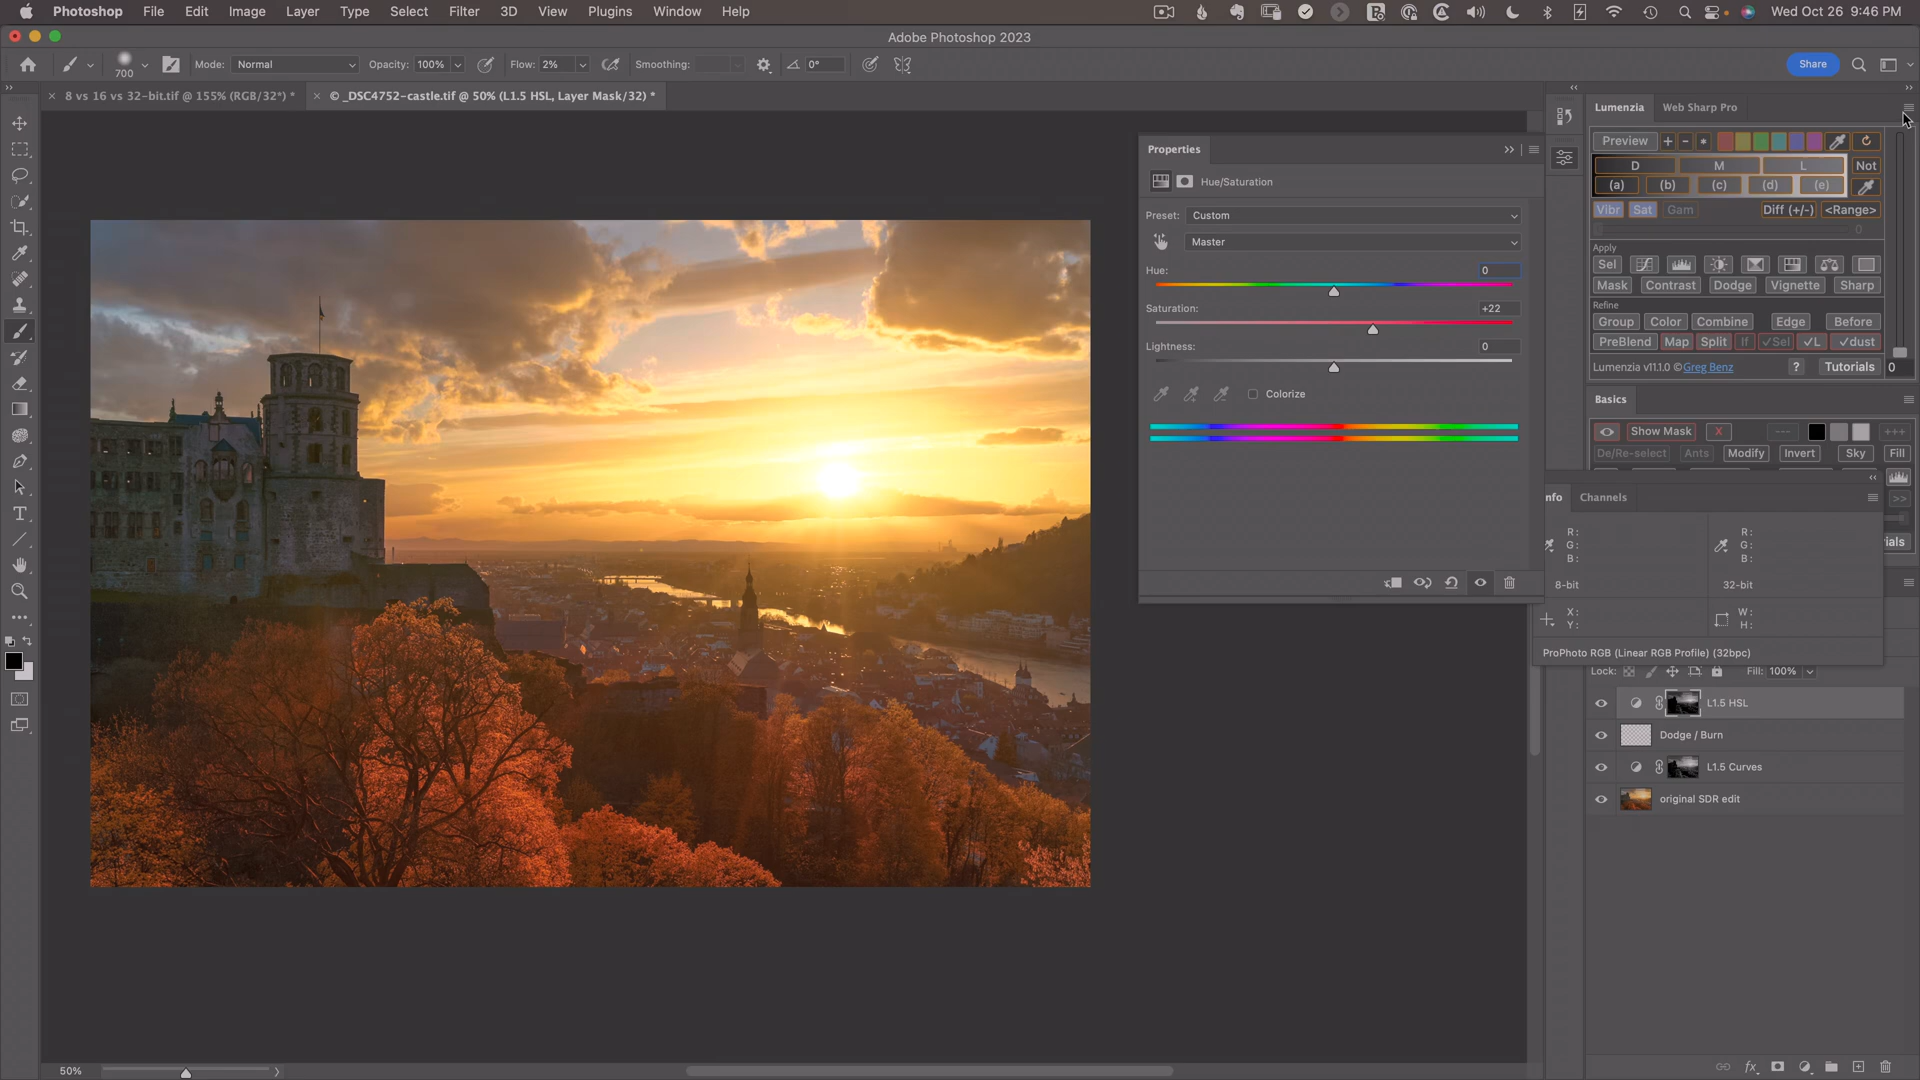 Photoshop File Edit Image Layer Type Select Filter 3D View Plugins Window Help Wed Oct 26 9:46 PM
Adobe Photoshop 2023
700 Mode: Normal Opacity: 100% Flow: 2% Smoothing: 0° Share
8 vs 16 vs 32-bit.tif @ 155% (RGB/32*) * © _DSC4752-castle.tif @ 50% (L1.5 HSL, Layer Mask/32) *
Properties
Hue/Saturation
Preset: Custom
Master
Hue: 0
Saturation: +22
Lightness: 0
Colorize
Lumenzia Web Sharp Pro
Preview + - *
D M L Not
(a) (b) (c) (d) (e)
Vibr Sat Gam Diff (+/-) <Range>
0
Apply
Sel
Mask Contrast Dodge Vignette Sharp
Refine
Group Color Combine Edge Before
PreBlend Map Split If ✓Sel ✓L ✓dust
Lumenzia v11.1.0 ©Greg Benz ? Tutorials 0
Basics
Show Mask X --- +++
De/Re-select Ants Modify Invert Sky Fill
>>
nfo Channels
R: R:
G: G:
B: B:
ials
8-bit 32-bit
X: W:
Y: H:
ProPhoto RGB (Linear RGB Profile) (32bpc)
Lock: Fill: 100%
L1.5 HSL
Dodge / Burn
L1.5 Curves
original SDR edit
50%
fx